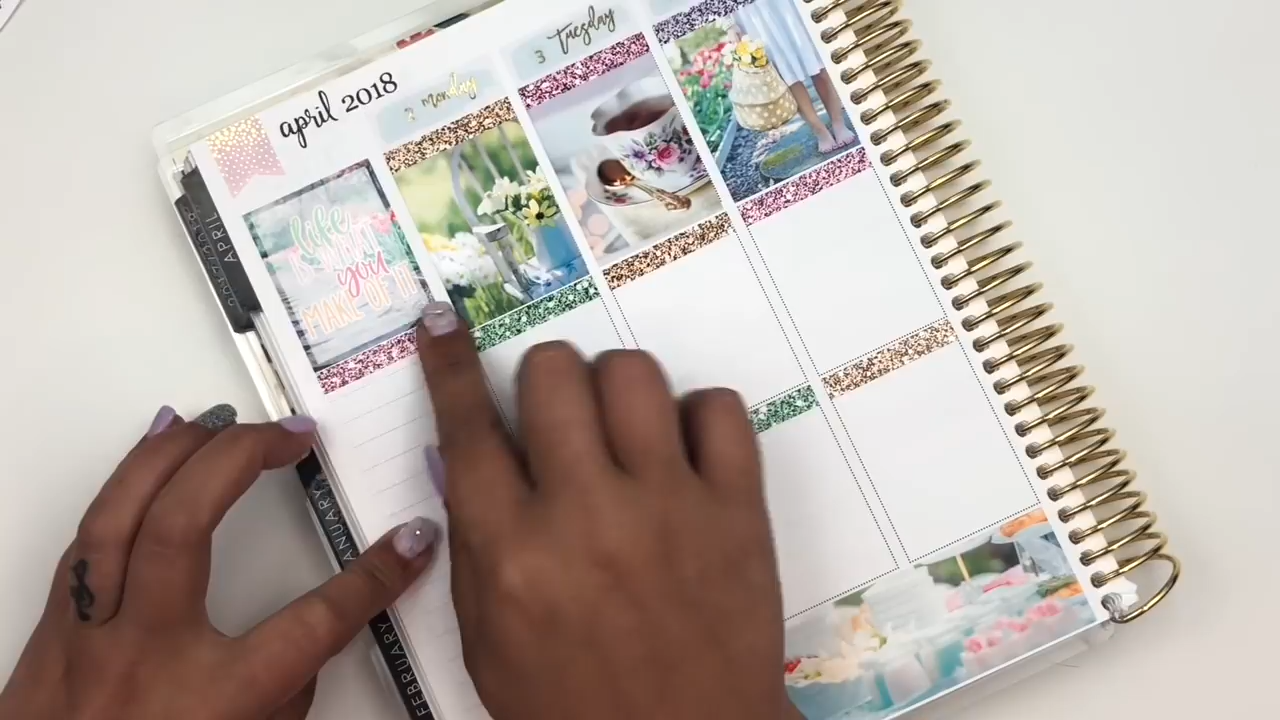 april 2018
2 monday
3 tuesday
life
IS WHAT
you
MAKE OF IT
APRIL
JANUARY
FEBRUARY